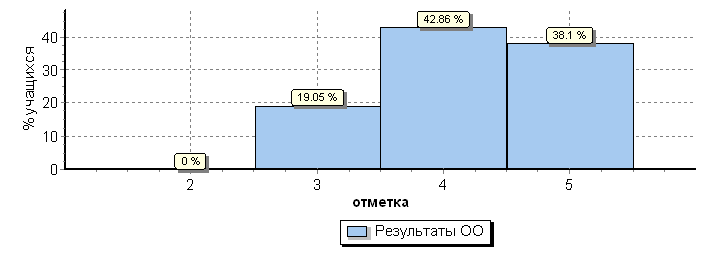 % учащихся
40
30
20
10
0
0 %
19.05 %
42.86 %
38.1 %
2 3 4 5
отметка
Результаты ОО